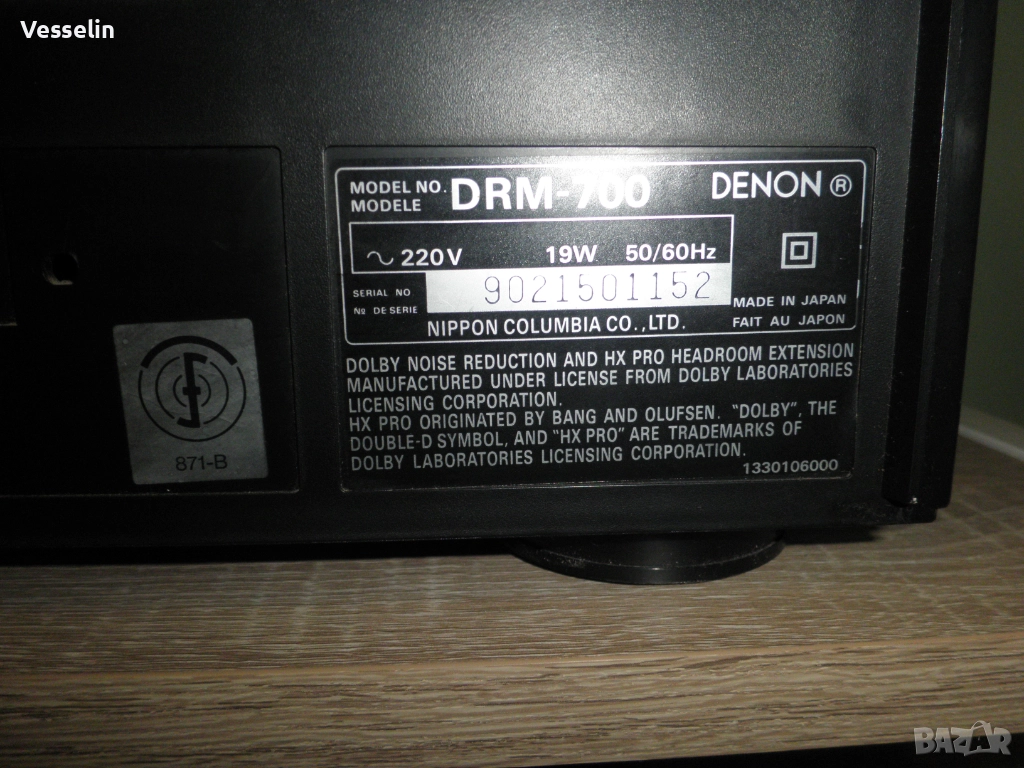 Vesselin
MODEL NO. DRM-700 DENON ®
MODELE
~ 220V 19W 50/60Hz
SERIAL NO 9021501152
№ DE SERIE
MADE IN JAPAN
NIPPON COLUMBIA CO., LTD. FAIT AU JAPON
DOLBY NOISE REDUCTION AND HX PRO HEADROOM EXTENSION
MANUFACTURED UNDER LICENSE FROM DOLBY LABORATORIES
LICENSING CORPORATION.
HX PRO ORIGINATED BY BANG AND OLUFSEN. "DOLBY", THE
DOUBLE-D SYMBOL, AND "HX PRO" ARE TRADEMARKS OF
DOLBY LABORATORIES LICENSING CORPORATION.
1330106000
871-B
BAZAR